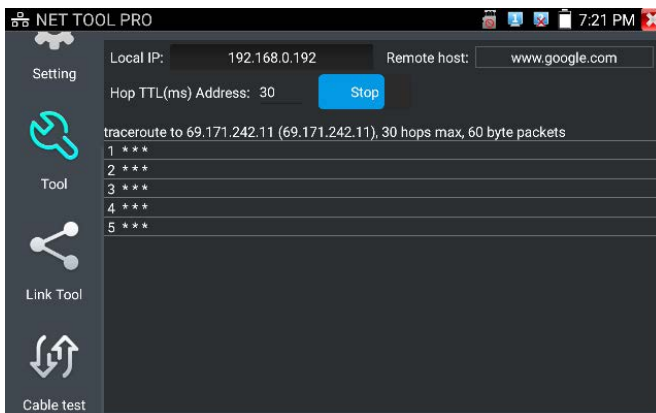 NET TOOL PRO
7:21 PM
Setting
Local IP: 192.168.0.192 Remote host: www.google.com
Hop TTL(ms) Address: 30 Stop
traceroute to 69.171.242.11 (69.171.242.11), 30 hops max, 60 byte packets
1 * * *
2 * * *
3 * * *
4 * * *
5 * * *
Tool
Link Tool
Cable test